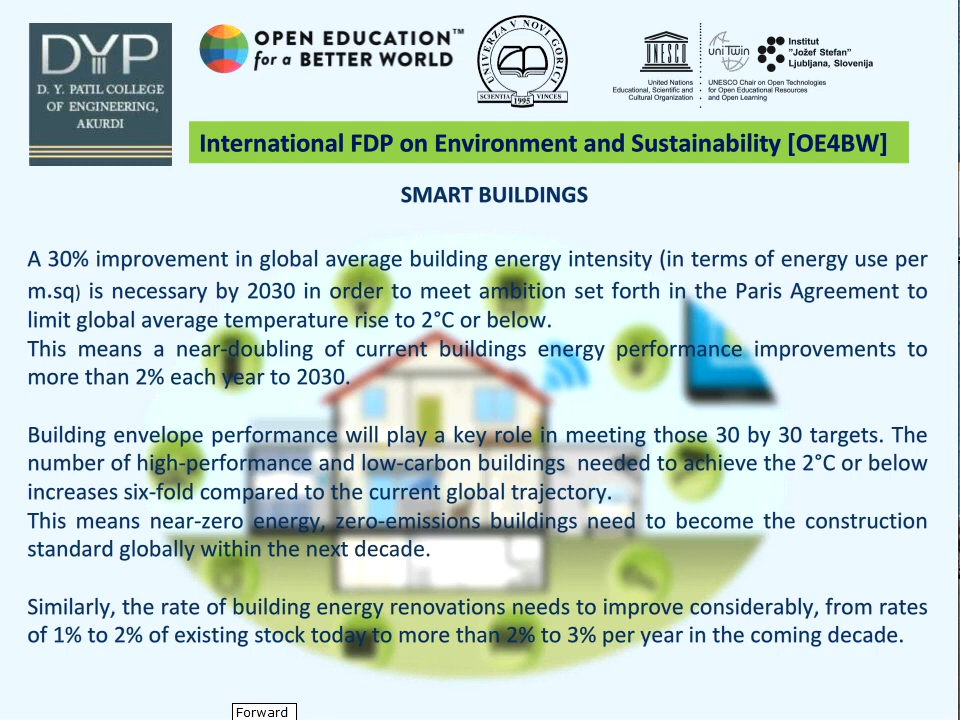 DYP
D. Y. PATIL COLLEGE
OF ENGINEERING,
AKURDI
OPEN EDUCATION™
for a BETTER WORLD
UNIVERZA V NOVI GORICI
SCIENTIA VINCES
1995
UNESCO
United Nations
Educational, Scientific and
Cultural Organization
uniTwin
Institut
"Jožef Stefan"
Ljubljana, Slovenija
UNESCO Chair on Open Technologies
for Open Educational Resources
and Open Learning
International FDP on Environment and Sustainability [OE4BW]
SMART BUILDINGS
A 30% improvement in global average building energy intensity (in terms of energy use per
m.sq) is necessary by 2030 in order to meet ambition set forth in the Paris Agreement to
limit global average temperature rise to 2°C or below.
This means a near-doubling of current buildings energy performance improvements to
more than 2% each year to 2030.
Building envelope performance will play a key role in meeting those 30 by 30 targets. The
number of high-performance and low-carbon buildings needed to achieve the 2°C or below
increases six-fold compared to the current global trajectory.
This means near-zero energy, zero-emissions buildings need to become the construction
standard globally within the next decade.
Similarly, the rate of building energy renovations needs to improve considerably, from rates
of 1% to 2% of existing stock today to more than 2% to 3% per year in the coming decade.
Forward